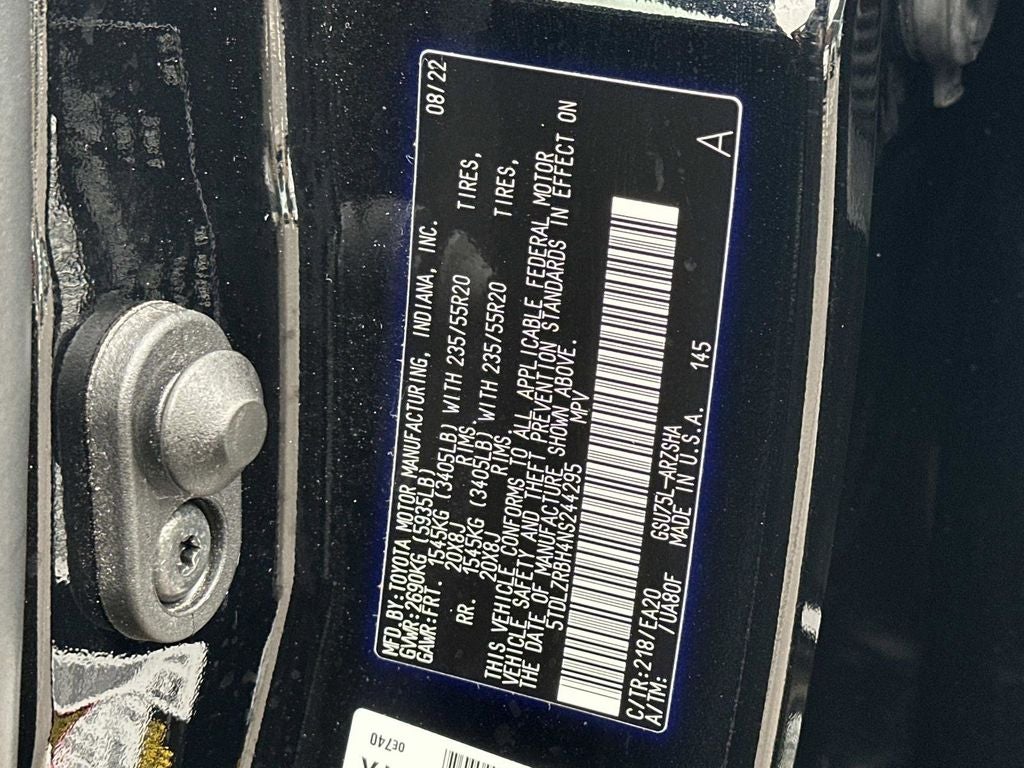 MFD.BY:TOYOTA MOTOR MANUFACTURING, INDIANA, INC. 08/22
GVWR:2690KG (5935LB)
GAWR:FRT. 1545KG (3405LB) WITH 235/55R20 TIRES,
20X8J RIMS.
RR. 1545KG (3405LB) WITH 235/55R20 TIRES,
20X8J RIMS.
THIS VEHICLE CONFORMS TO ALL APPLICABLE FEDERAL MOTOR
VEHICLE SAFETY AND THEFT PREVENTION STANDARDS IN EFFECT ON
THE DATE OF MANUFACTURE SHOWN ABOVE.
5TDLZRBH4NS244295 MPV
C/TR:218/EA20 GSU75L-ARZSHA 145 A
A/TM: /UA80F MADE IN U.S.A.
0E740